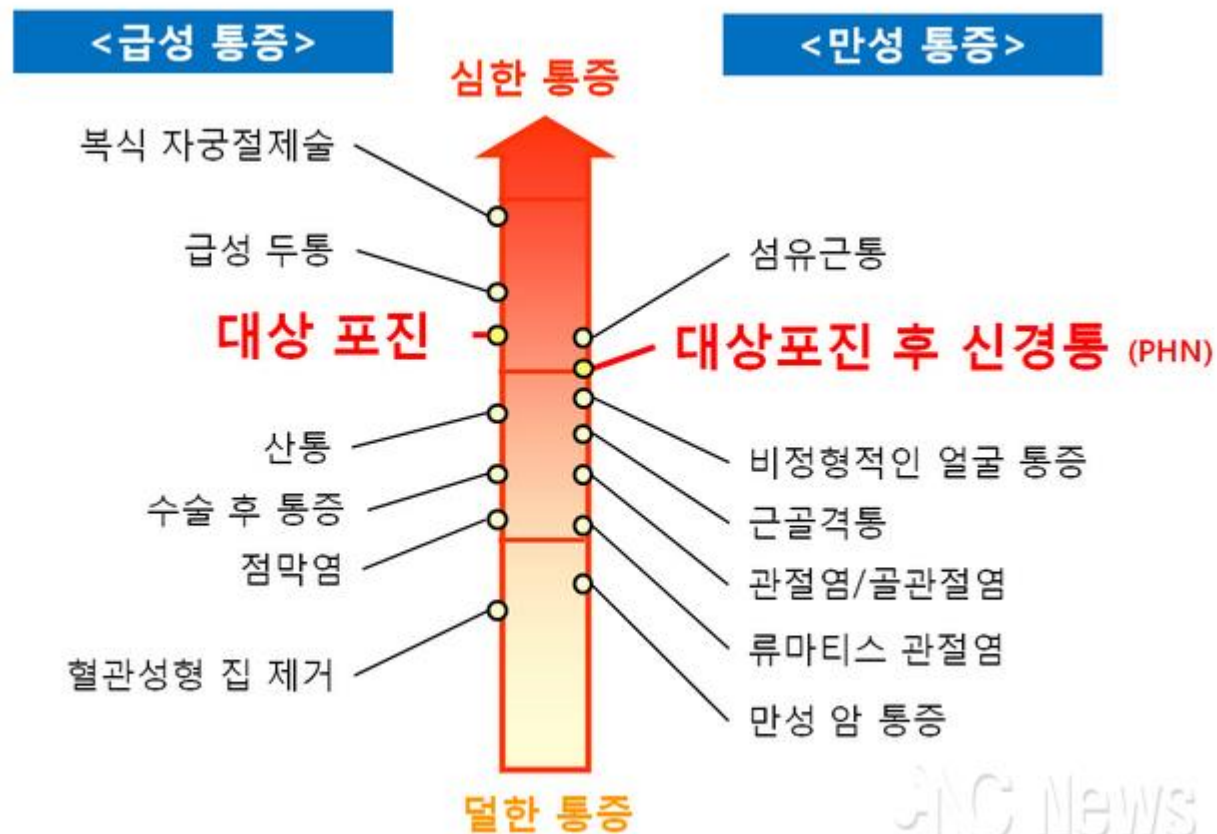 <급성 통증>
<만성 통증>
심한 통증
복식 자궁절제술
급성 두통
대상 포진
산통
수술 후 통증
점막염
혈관성형 집 제거
섬유근통
대상포진 후 신경통 (PHN)
비정형적인 얼굴 통증
근골격통
관절염/골관절염
류마티스 관절염
만성 암 통증
덜한 통증
News